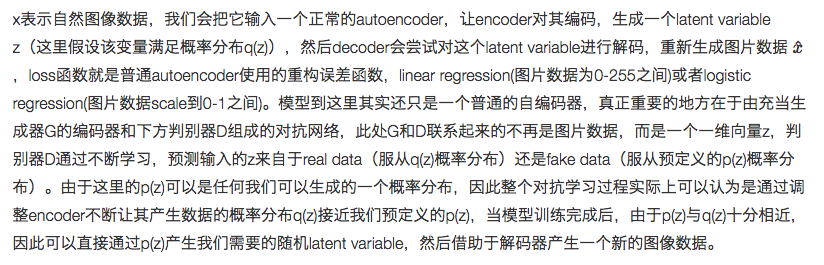 x表示自然图像数据，我们会把它输入一个正常的autoencoder，让encoder对其编码，生成一个latent variable
z（这里假设该变量满足概率分布q(z)），然后decoder会尝试对这个latent variable进行解码，重新生成图片数据 x̂
，loss函数就是普通autoencoder使用的重构误差函数，linear regression(图片数据为0-255之间)或者logistic
regression(图片数据scale到0-1之间)。模型到这里其实还只是一个普通的自编码器，真正重要的地方在于由充当生
成器G的编码器和下方判别器D组成的对抗网络，此处G和D联系起来的不再是图片数据，而是一个一维向量z，判
别器D通过不断学习，预测输入的z来自于real data（服从q(z)概率分布）还是fake data（服从预定义的p(z)概率分
布）。由于这里的p(z)可以是任何我们可以生成的一个概率分布，因此整个对抗学习过程实际上可以认为是通过调
整encoder不断让其产生数据的概率分布q(z)接近我们预定义的p(z)，当模型训练完成后，由于p(z)与q(z)十分相近，
因此可以直接通过p(z)产生我们需要的随机latent variable，然后借助于解码器产生一个新的图像数据。